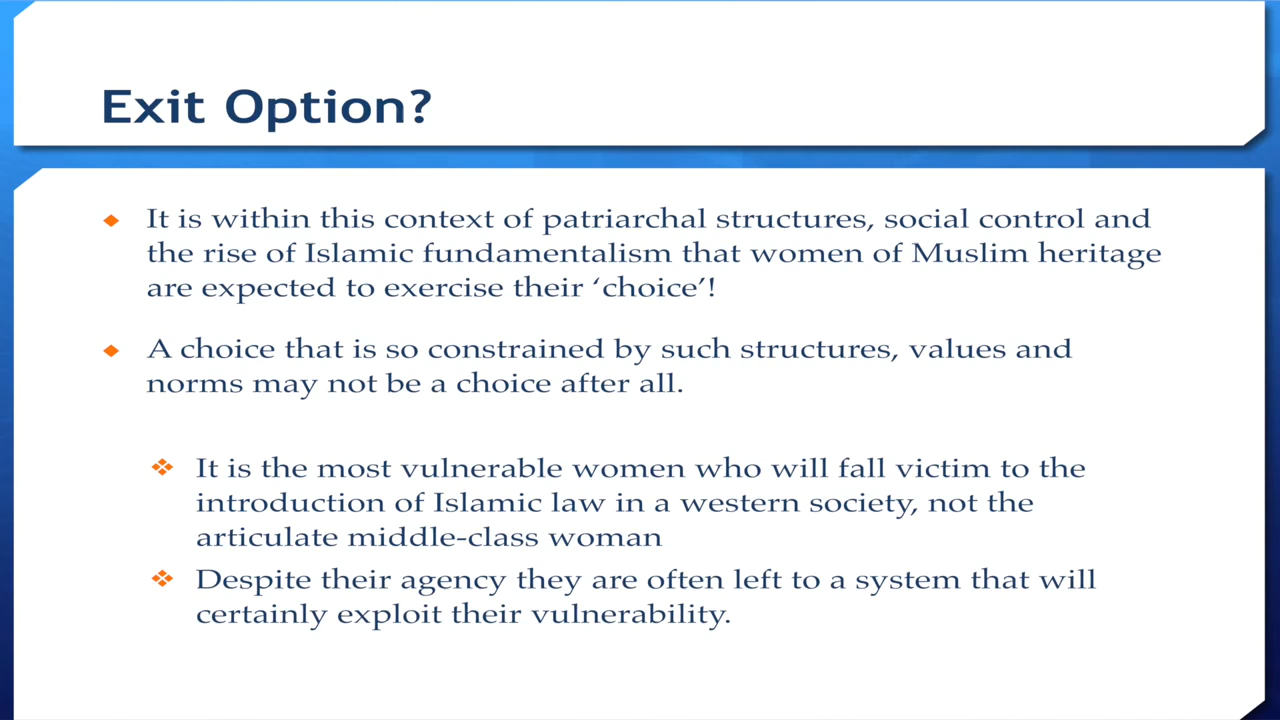 Exit Option?
It is within this context of patriarchal structures, social control and
the rise of Islamic fundamentalism that women of Muslim heritage
are expected to exercise their ‘choice’!
A choice that is so constrained by such structures, values and
norms may not be a choice after all.
It is the most vulnerable women who will fall victim to the
introduction of Islamic law in a western society, not the
articulate middle-class woman
Despite their agency they are often left to a system that will
certainly exploit their vulnerability.